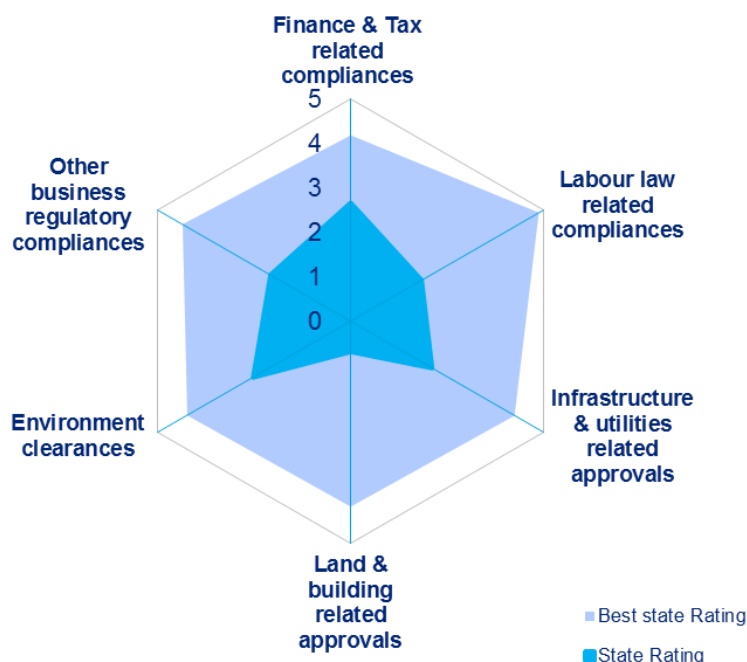 Finance & Tax
related
compliances
5
4
3
2
1
0
Other
business
regulatory
compliances
Labour law
related
compliances
Environment
clearances
Infrastructure
& utilities
related
approvals
Land &
building
related
approvals
Best state Rating
State Rating